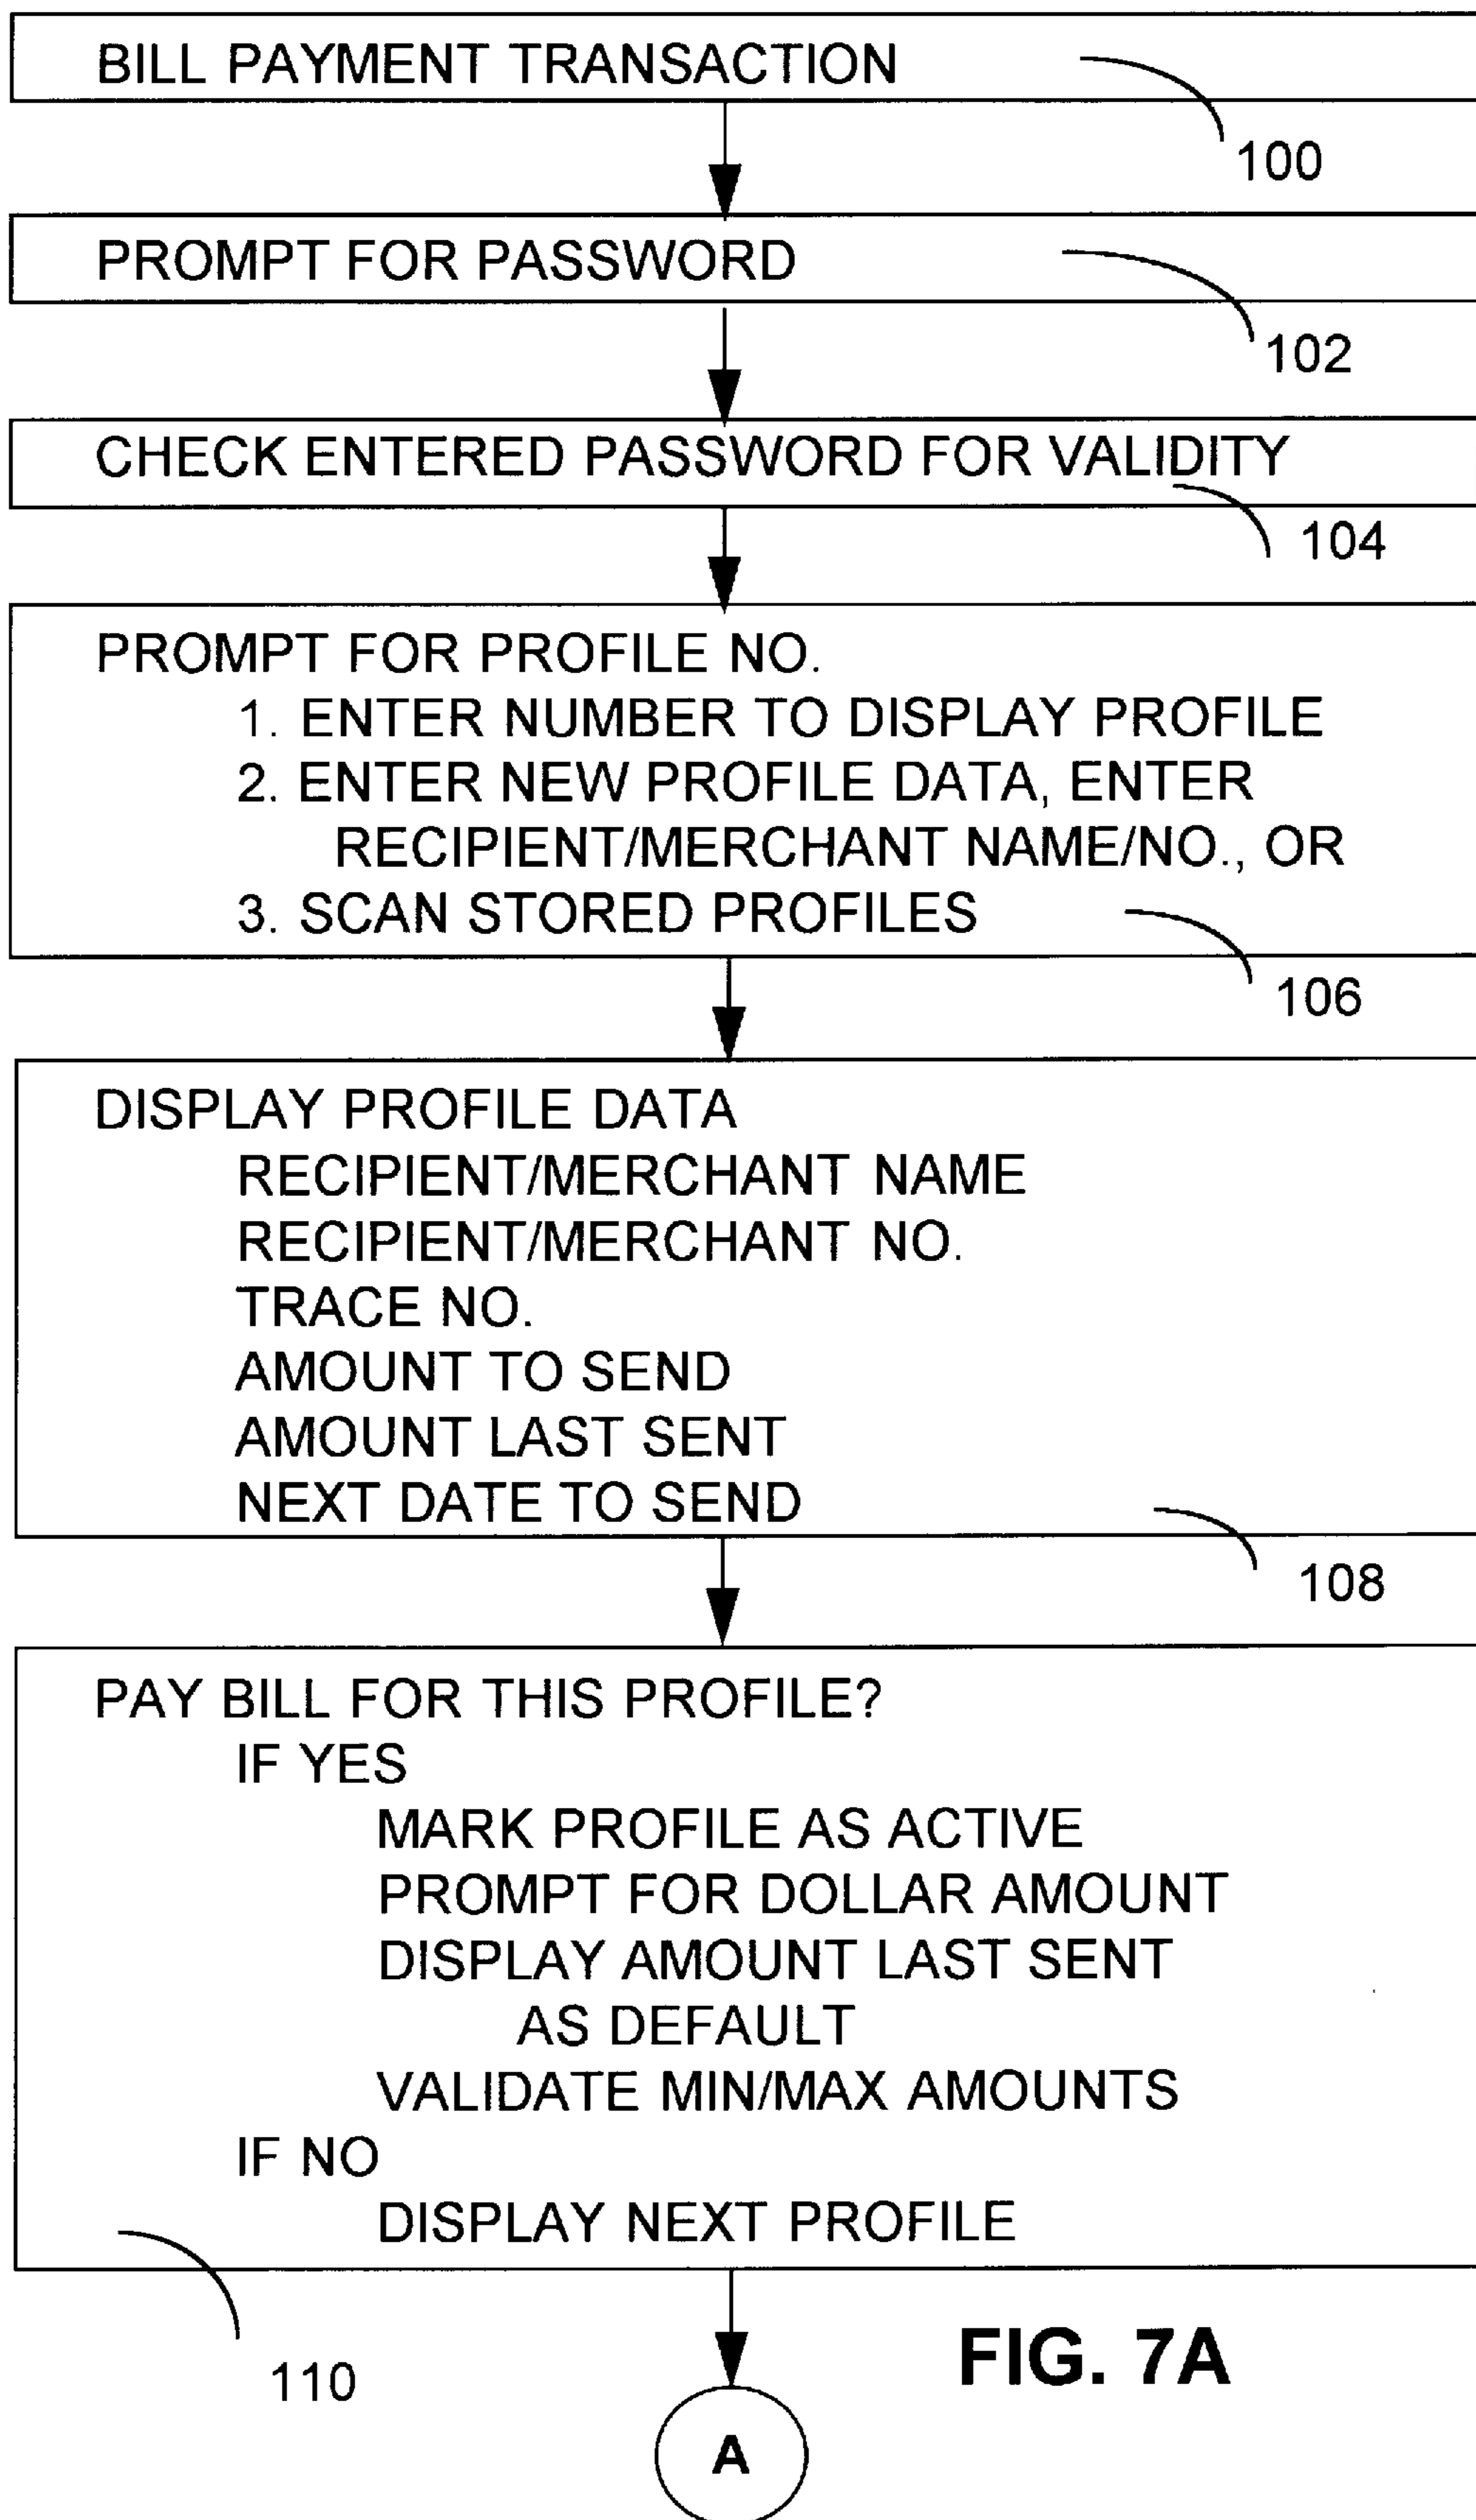 BILL PAYMENT TRANSACTION
100
PROMPT FOR PASSWORD
102
CHECK ENTERED PASSWORD FOR VALIDITY
104
PROMPT FOR PROFILE NO.
1. ENTER NUMBER TO DISPLAY PROFILE
2. ENTER NEW PROFILE DATA, ENTER
RECIPIENT/MERCHANT NAME/NO., OR
3. SCAN STORED PROFILES
106
DISPLAY PROFILE DATA
RECIPIENT/MERCHANT NAME
RECIPIENT/MERCHANT NO.
TRACE NO.
AMOUNT TO SEND
AMOUNT LAST SENT
NEXT DATE TO SEND
108
PAY BILL FOR THIS PROFILE?
IF YES
MARK PROFILE AS ACTIVE
PROMPT FOR DOLLAR AMOUNT
DISPLAY AMOUNT LAST SENT
AS DEFAULT
VALIDATE MIN/MAX AMOUNTS
IF NO
DISPLAY NEXT PROFILE
110
FIG. 7A
A